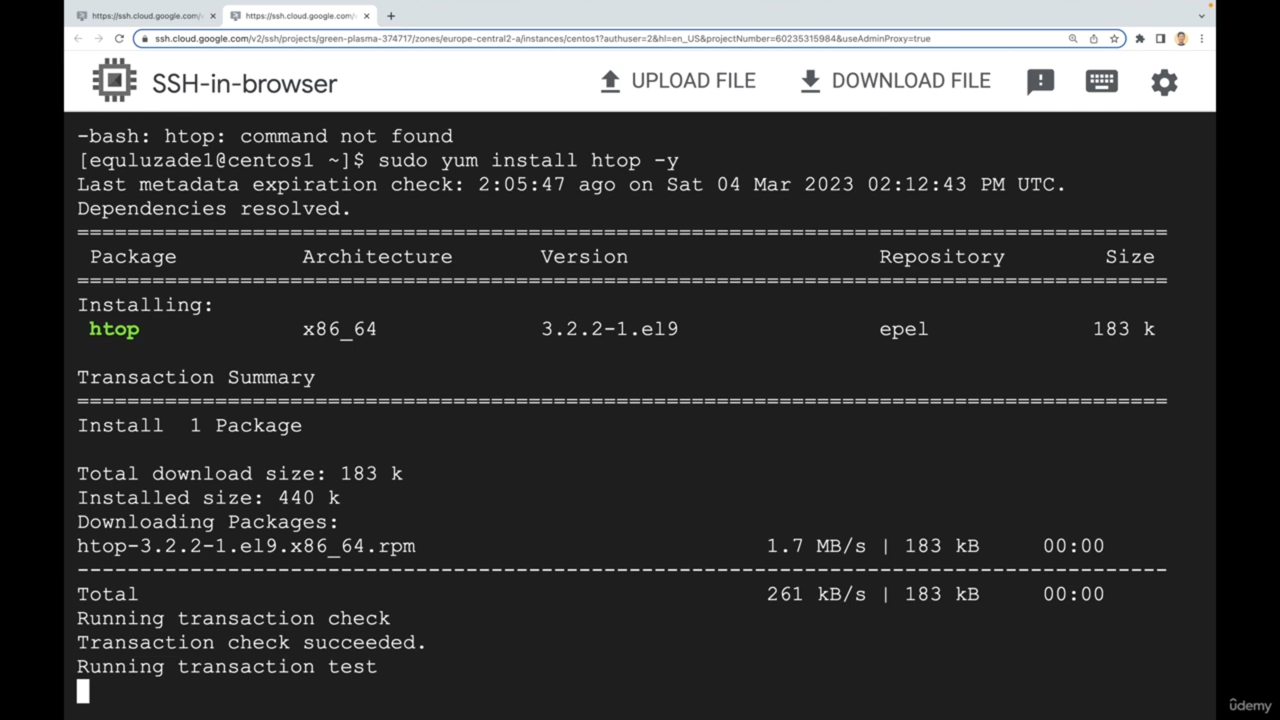 https://ssh.cloud.google.com/v
https://ssh.cloud.google.com/
ssh.cloud.google.com/v2/ssh/projects/green-plasma-374717/zones/europe-central2-a/instances/centos1?authuser=2&hl=en_US&projectNumber=60235315984&useAdminProxy=true
SSH-in-browser
UPLOAD FILE
DOWNLOAD FILE
-bash: htop: command not found
[equluzade1@centos1 ~]$ sudo yum install htop -y
Last metadata expiration check: 2:05:47 ago on Sat 04 Mar 2023 02:12:43 PM UTC.
Dependencies resolved.
================================================================================
Package Architecture Version Repository Size
================================================================================
Installing:
htop x86_64 3.2.2-1.el9 epel 183 k
Transaction Summary
================================================================================
Install 1 Package
Total download size: 183 k
Installed size: 440 k
Downloading Packages:
htop-3.2.2-1.el9.x86_64.rpm 1.7 MB/s | 183 kB 00:00
--------------------------------------------------------------------------------
Total 261 kB/s | 183 kB 00:00
Running transaction check
Transaction check succeeded.
Running transaction test
ûdemy